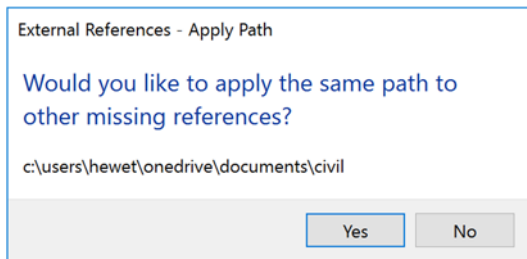 External References - Apply Path
Would you like to apply the same path to
other missing references?
c:\users\hewet\onedrive\documents\civil
Yes No